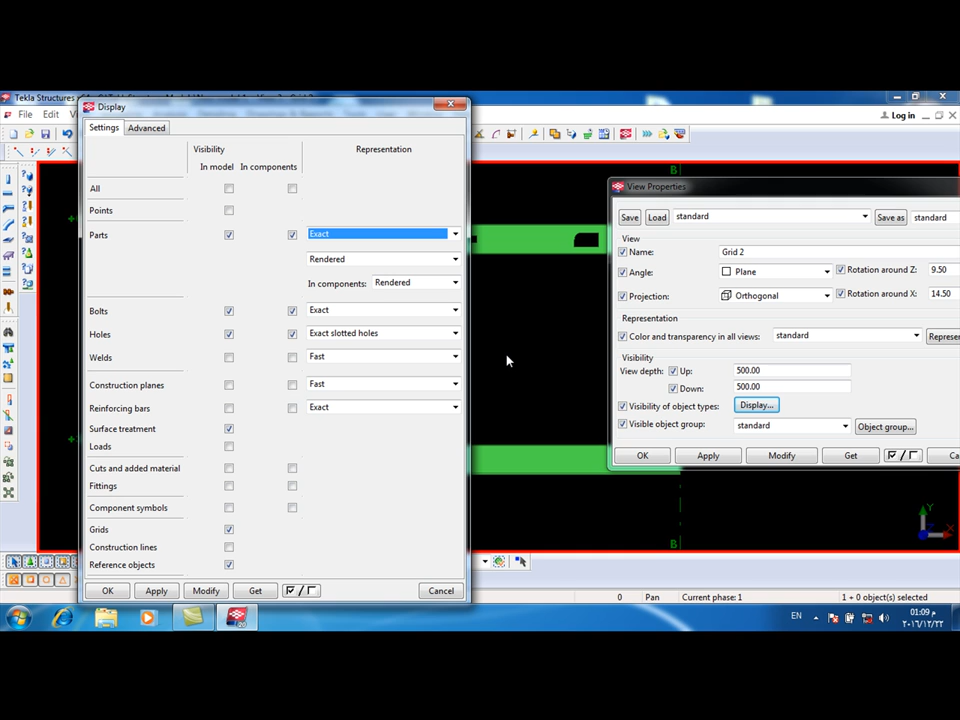 Tekla Structures
File Edit
Log in
Display
Settings Advanced
Visibility Representation
In model In components
All
Points
Parts Exact
Rendered
In components: Rendered
Bolts Exact
Holes Exact slotted holes
Welds Fast
Construction planes Fast
Reinforcing bars Exact
Surface treatment
Loads
Cuts and added material
Fittings
Component symbols
Grids
Construction lines
Reference objects
OK Apply Modify Get Cancel
B
View Properties
Save Load standard Save as standard
View
Name: Grid 2
Angle: Plane Rotation around Z: 9.50
Projection: Orthogonal Rotation around X: 14.50
Representation
Color and transparency in all views: standard Represer
Visibility
View depth: Up: 500.00
Down: 500.00
Visibility of object types: Display...
Visible object group: standard Object group...
OK Apply Modify Get Ca
B
0 Pan Current phase: 1 1 + 0 object(s) selected
EN
01:09 م
٢٠١٦/١٢/٢٢